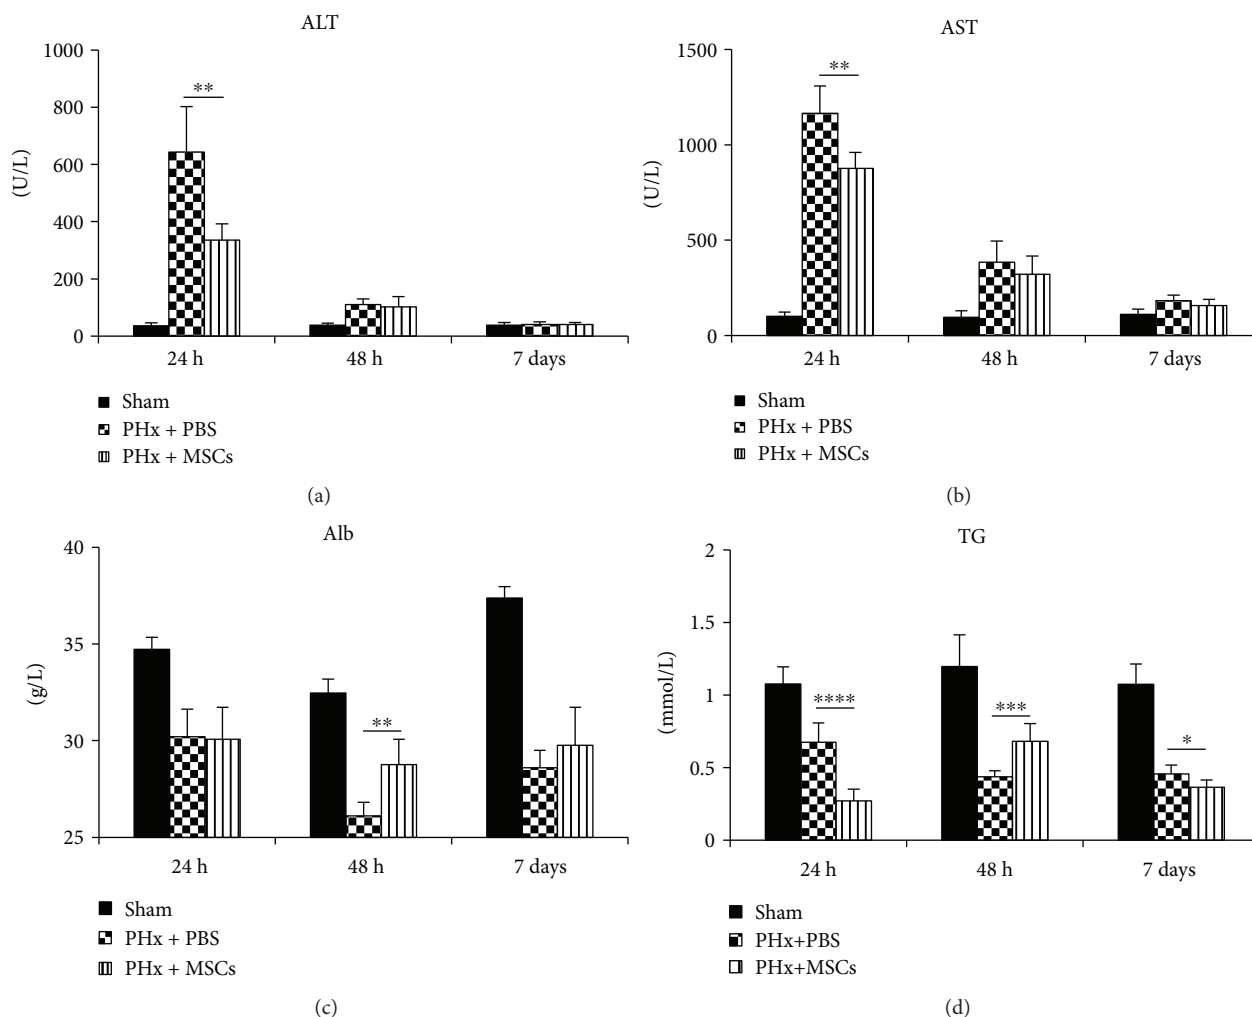 ALT
1000
800
600
400
200
0
(U/L)
**
24 h
48 h
7 days
Sham
PHx + PBS
PHx + MSCs
(a)
AST
1500
1000
500
0
(U/L)
**
24 h
48 h
7 days
Sham
PHx + PBS
PHx + MSCs
(b)
Alb
40
35
30
25
(g/L)
**
24 h
48 h
7 days
Sham
PHx + PBS
PHx + MSCs
(c)
TG
2
1.5
1
0.5
0
(mmol/L)
****
***
*
24 h
48 h
7 days
Sham
PHx+PBS
PHx+MSCs
(d)